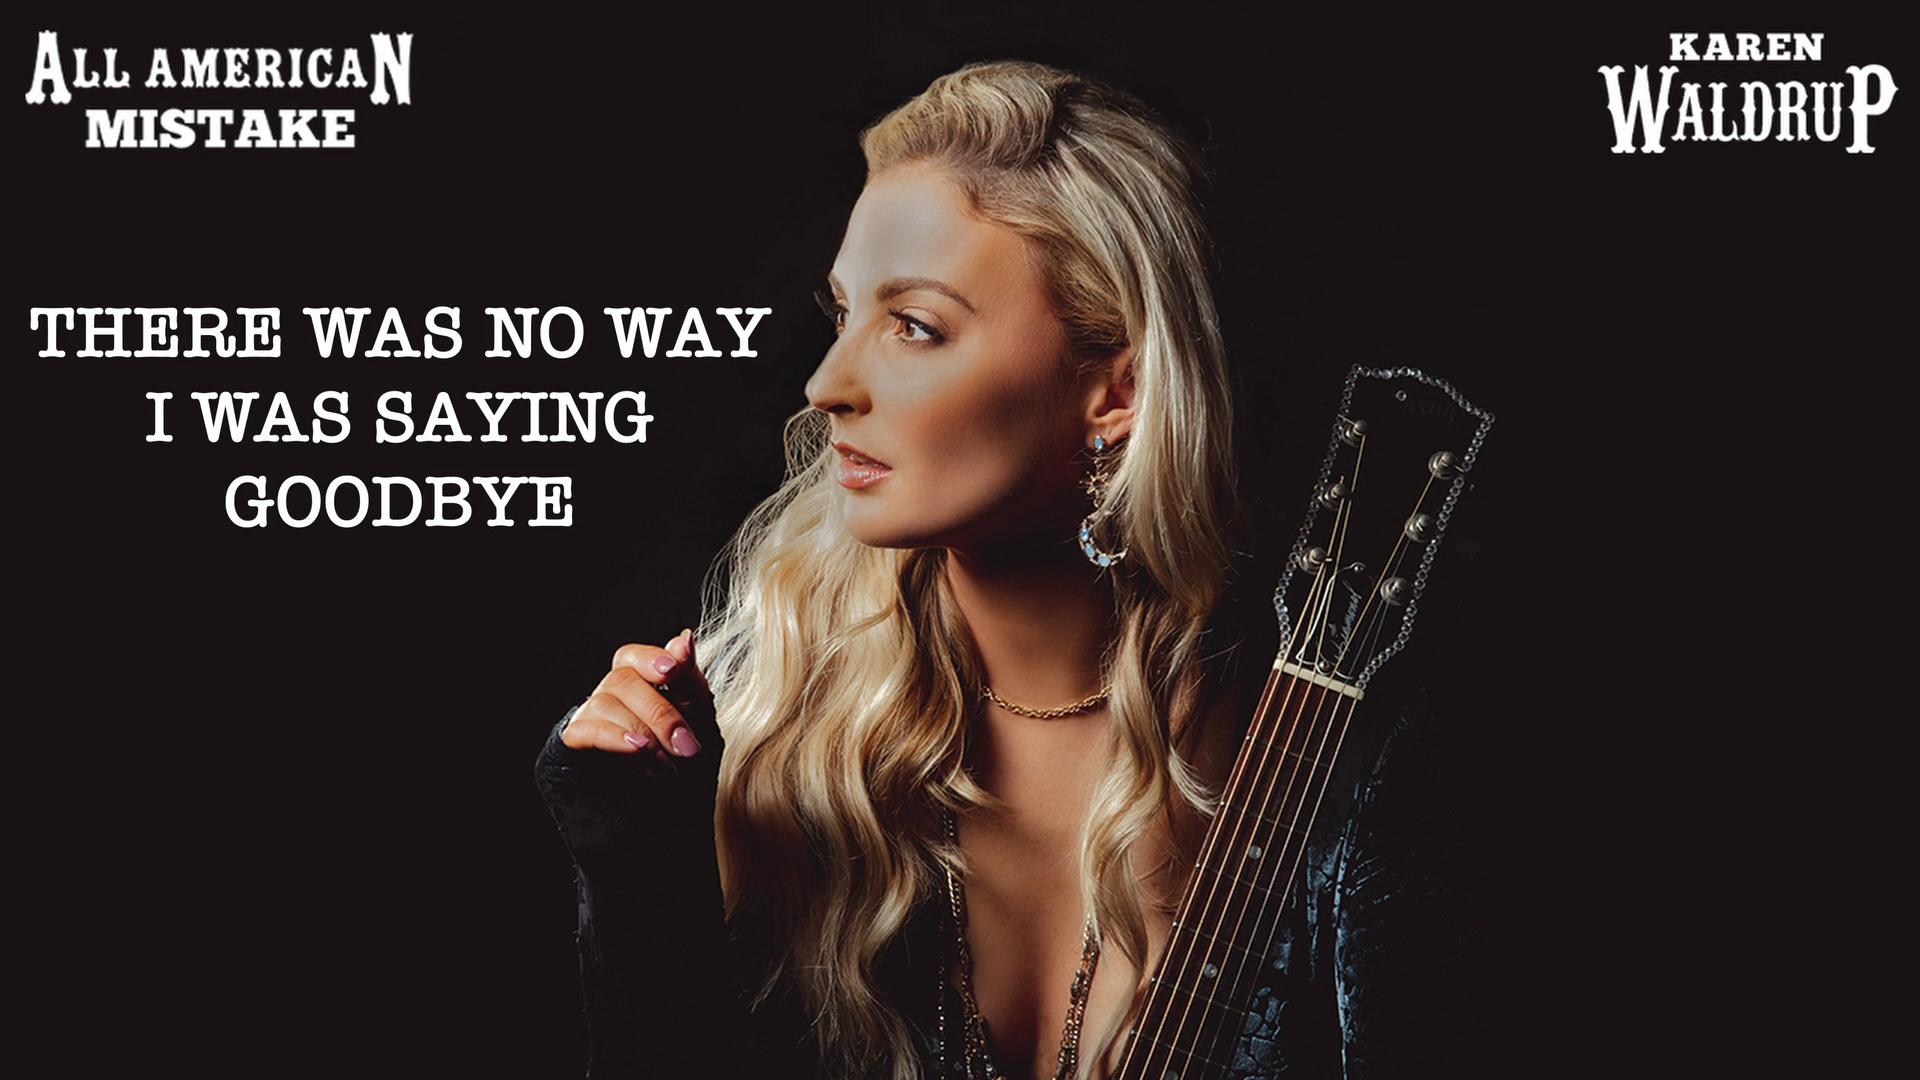 ALL AMERICAN
MISTAKE
KAREN
WALDRUP
THERE WAS NO WAY
I WAS SAYING
GOODBYE